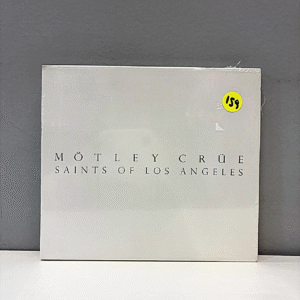 159
MÖTLEY CRÜE
SAINTS OF LOS ANGELES